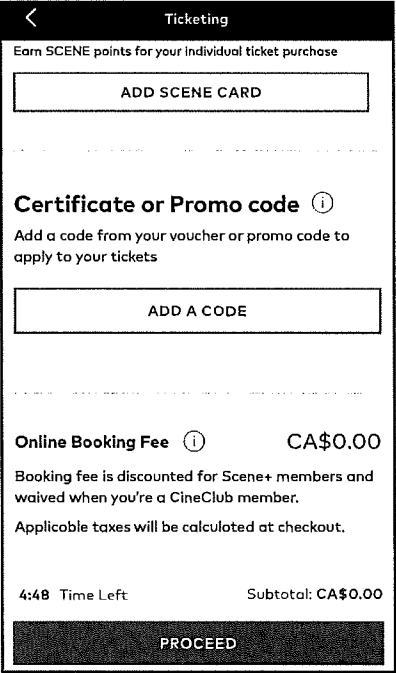 Ticketing
Earn SCENE points for your individual ticket purchase
ADD SCENE CARD
Certificate or Promo code
Add a code from your voucher or promo code to
apply to your tickets
ADD A CODE
Online Booking Fee CA$0.00
Booking fee is discounted for Scene+ members and
waived when you're a CineClub member.
Applicable taxes will be calculated at checkout.
4:48 Time Left Subtotal: CA$0.00
PROCEED